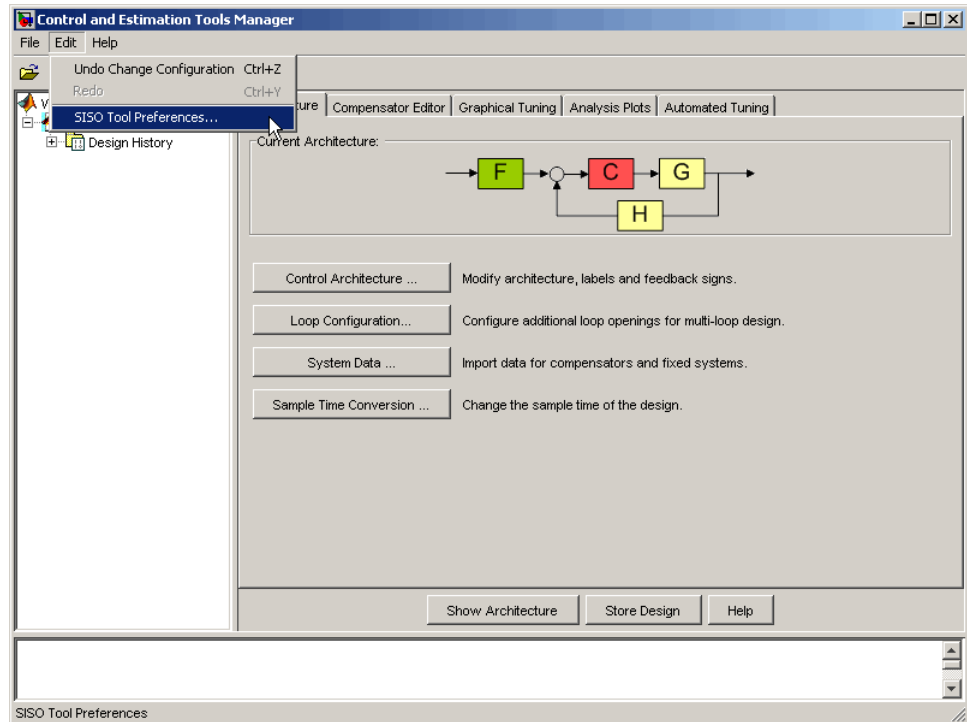 Control and Estimation Tools Manager
File Edit Help
Undo Change Configuration Ctrl+Z
Redo Ctrl+Y
SISO Tool Preferences...
Design History
Compensator Editor Graphical Tuning Analysis Plots Automated Tuning
Current Architecture:
F C G
H
Control Architecture ... Modify architecture, labels and feedback signs.
Loop Configuration... Configure additional loop openings for multi-loop design.
System Data ... Import data for compensators and fixed systems.
Sample Time Conversion ... Change the sample time of the design.
Show Architecture Store Design Help
SISO Tool Preferences